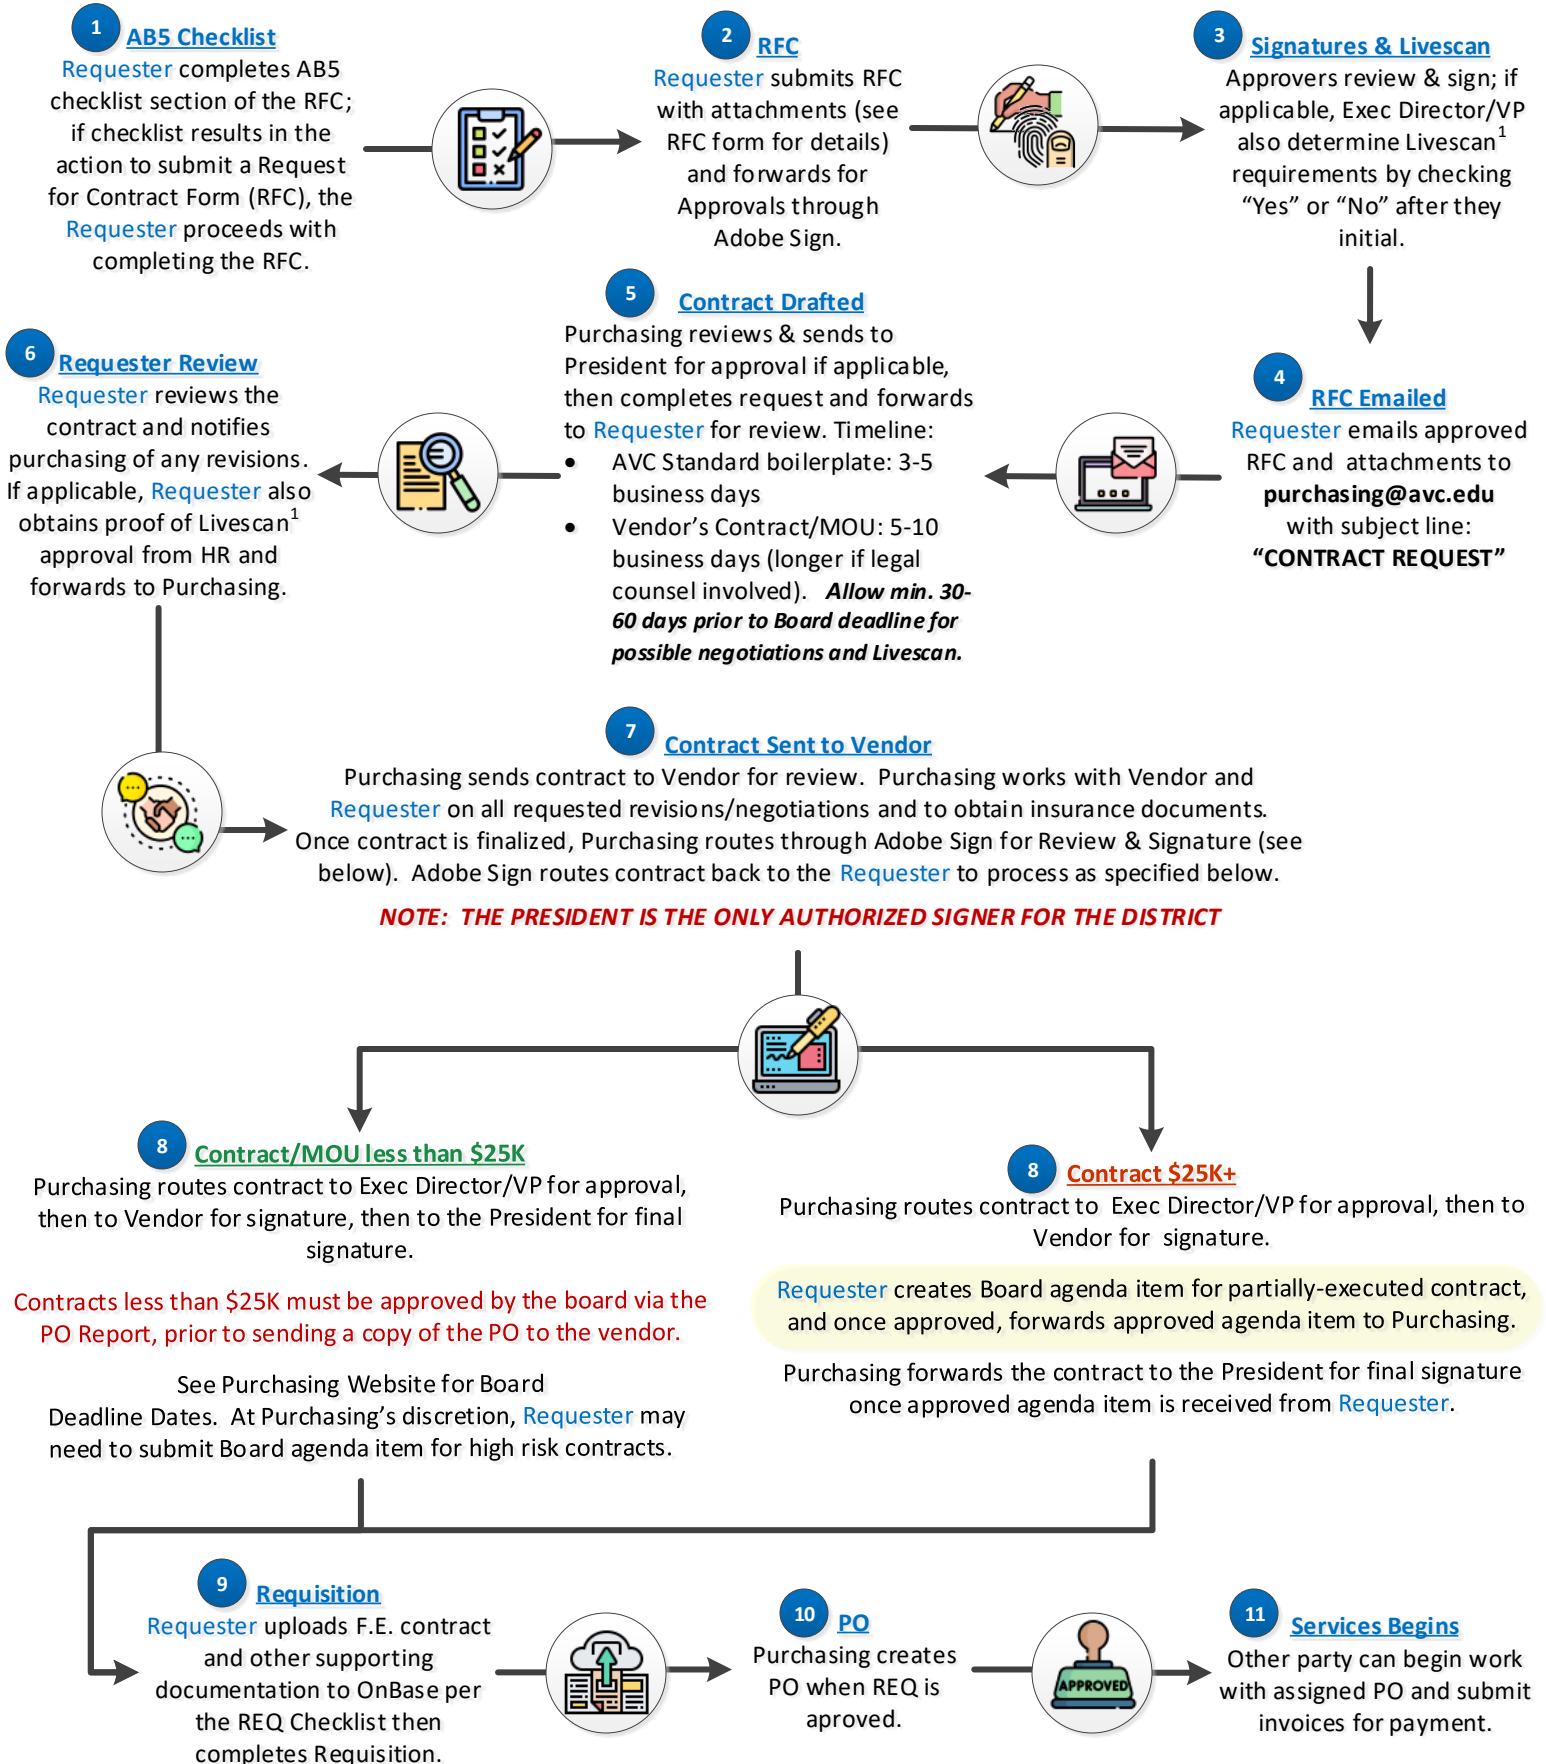 1
AB5 Checklist
Requester completes AB5
checklist section of the RFC;
if checklist results in the
action to submit a Request
for Contract Form (RFC), the
Requester proceeds with
completing the RFC.
2
RFC
Requester submits RFC
with attachments (see
RFC form for details)
and forwards for
Approvals through
Adobe Sign.
3
Signatures & Livescan
Approvers review & sign; if
applicable, Exec Director/VP
also determine Livescan1
requirements by checking
“Yes” or “No” after they
initial.
4
RFC Emailed
Requester emails approved
RFC and attachments to
purchasing@avc.edu
with subject line:
“CONTRACT REQUEST”
5
Contract Drafted
Purchasing reviews & sends to
President for approval if applicable,
then completes request and forwards
to Requester for review. Timeline:
• AVC Standard boilerplate: 3-5
business days
• Vendor’s Contract/MOU: 5-10
business days (longer if legal
counsel involved). Allow min. 30-
60 days prior to Board deadline for
possible negotiations and Livescan.
6
Requester Review
Requester reviews the
contract and notifies
purchasing of any revisions.
If applicable, Requester also
obtains proof of Livescan1
approval from HR and
forwards to Purchasing.
7
Contract Sent to Vendor
Purchasing sends contract to Vendor for review. Purchasing works with Vendor and
Requester on all requested revisions/negotiations and to obtain insurance documents.
Once contract is finalized, Purchasing routes through Adobe Sign for Review & Signature (see
below). Adobe Sign routes contract back to the Requester to process as specified below.
NOTE: THE PRESIDENT IS THE ONLY AUTHORIZED SIGNER FOR THE DISTRICT
8
Contract/MOU less than $25K
Purchasing routes contract to Exec Director/VP for approval,
then to Vendor for signature, then to the President for final
signature.
Contracts less than $25K must be approved by the board via the
PO Report, prior to sending a copy of the PO to the vendor.
See Purchasing Website for Board
Deadline Dates. At Purchasing’s discretion, Requester may
need to submit Board agenda item for high risk contracts.
8
Contract $25K+
Purchasing routes contract to Exec Director/VP for approval, then to
Vendor for signature.
Requester creates Board agenda item for partially-executed contract,
and once approved, forwards approved agenda item to Purchasing.
Purchasing forwards the contract to the President for final signature
once approved agenda item is received from Requester.
9
Requisition
Requester uploads F.E. contract
and other supporting
documentation to OnBase per
the REQ Checklist then
completes Requisition.
10
PO
Purchasing creates
PO when REQ is
aproved.
APPROVED
11
Services Begins
Other party can begin work
with assigned PO and submit
invoices for payment.